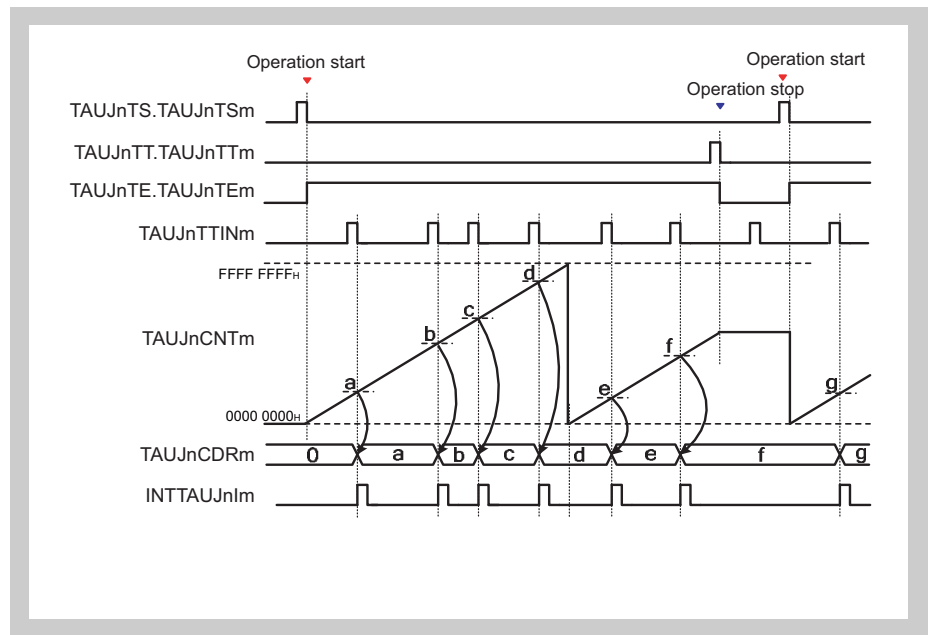 Operation start
Operation start
Operation stop
TAUJnTS.TAUJnTSm
TAUJnTT.TAUJnTTm
TAUJnTE.TAUJnTEm
TAUJnTTINm
FFFF FFFFH
d
c
TAUJnCNTm
b
f
a
e
g
0000 0000H
TAUJnCDRm
0 a b c d e f g
INTTAUJnIm